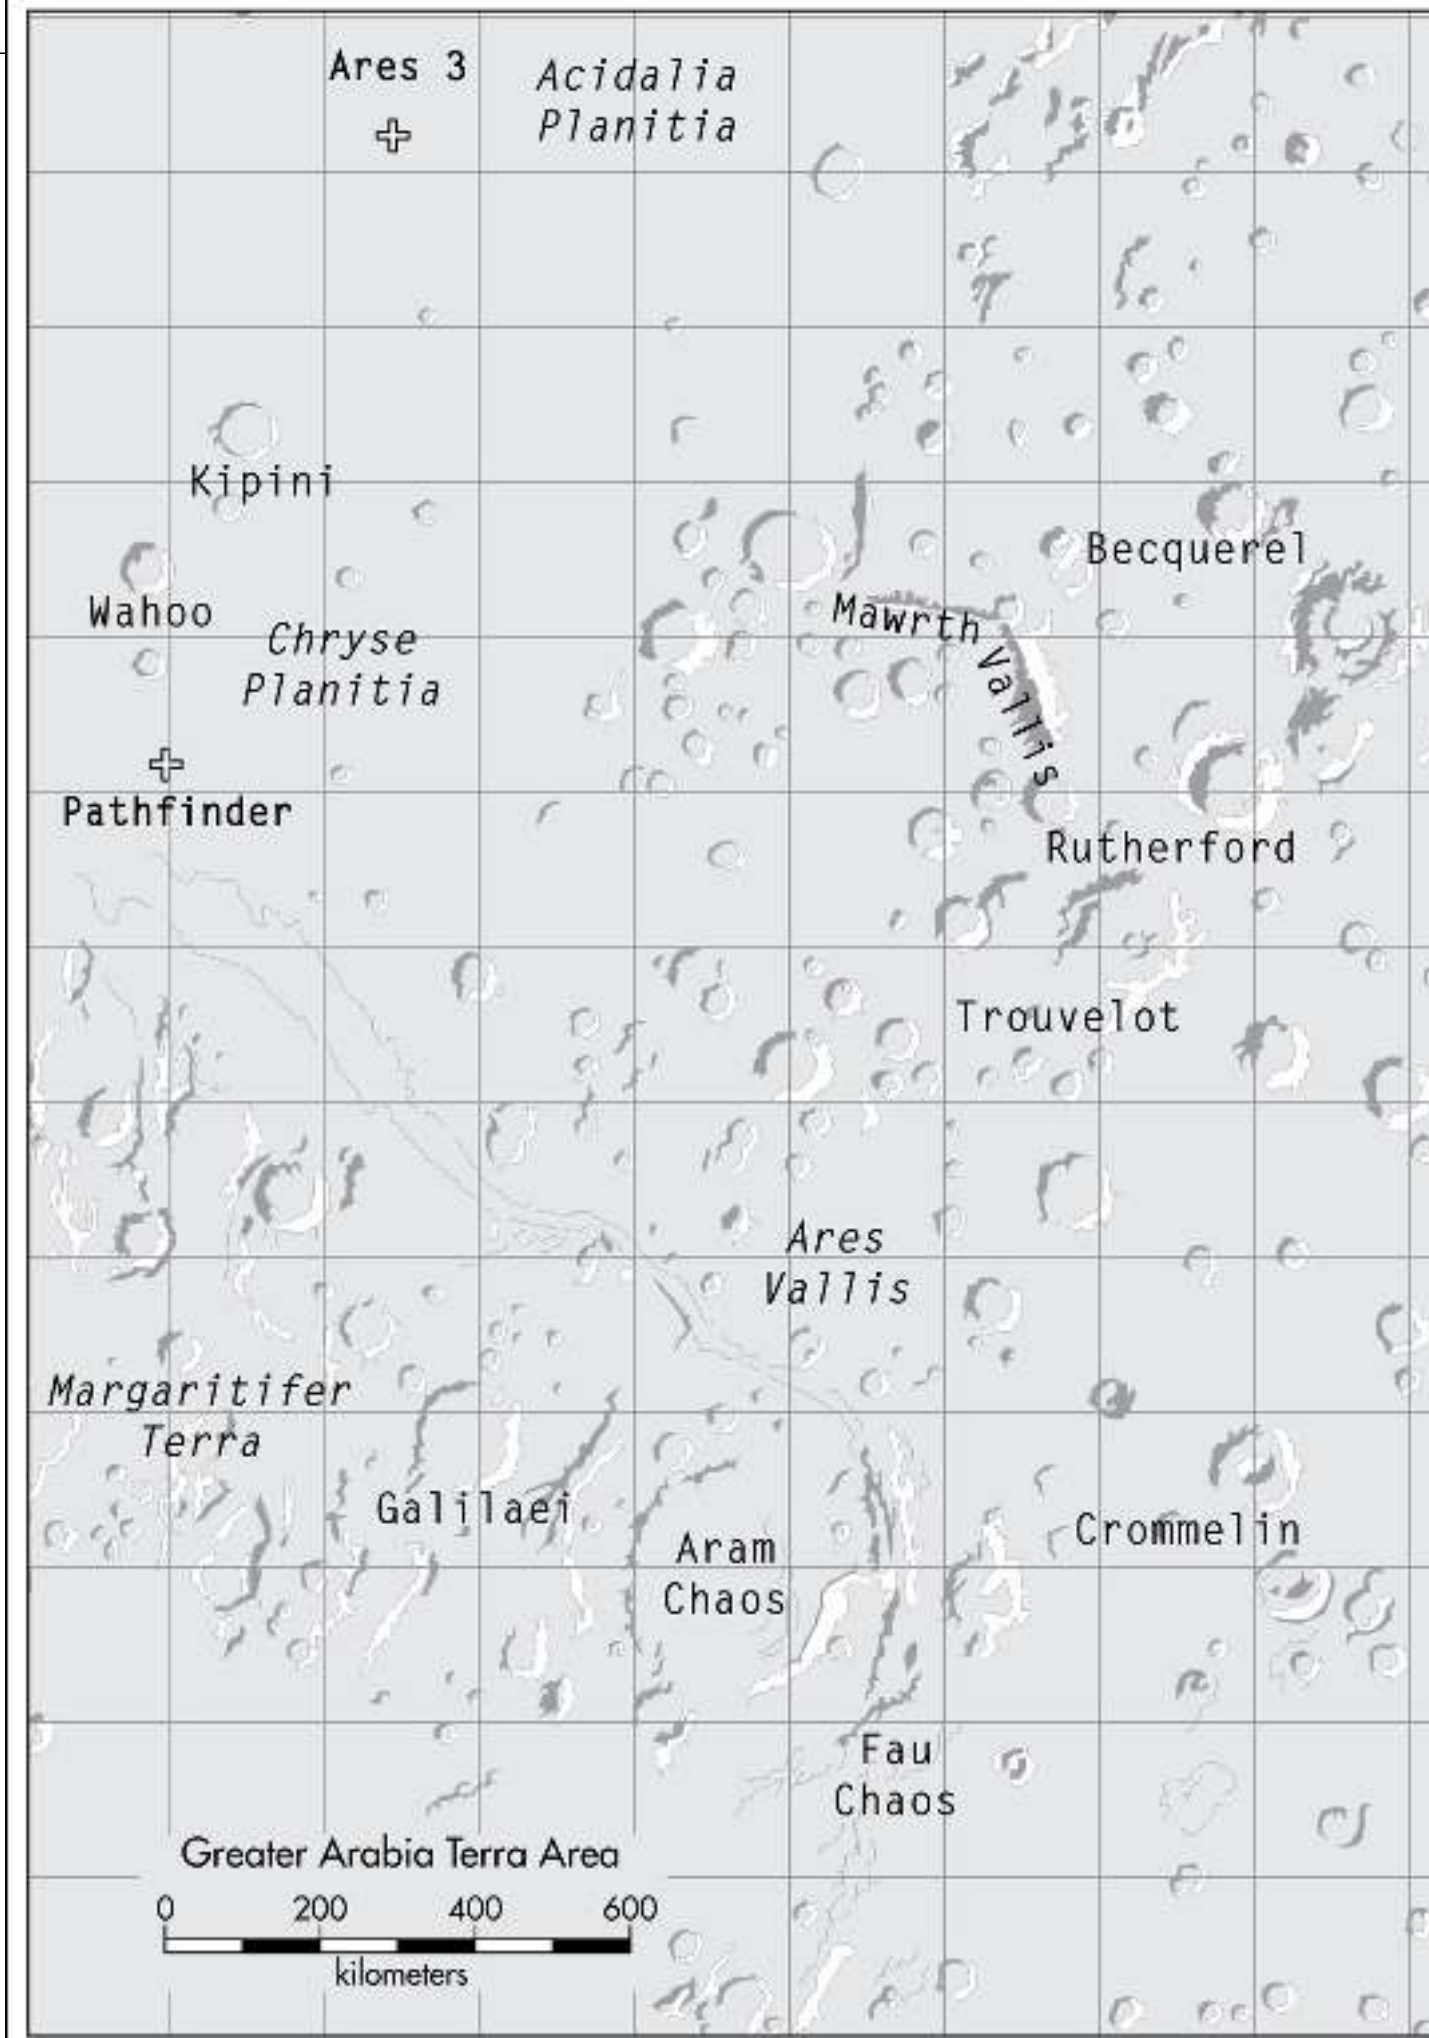 Ares 3
Acidalia
Planitia
Kipini
Becquerel
Wahoo
Mawrth Vallis
Chryse
Planitia
Pathfinder
Rutherford
Trouvelot
Ares
Vallis
Margaritifer
Terra
Galilaei
Crommelin
Aram
Chaos
Fau
Chaos
Greater Arabia Terra Area
0 200 400 600
kilometers